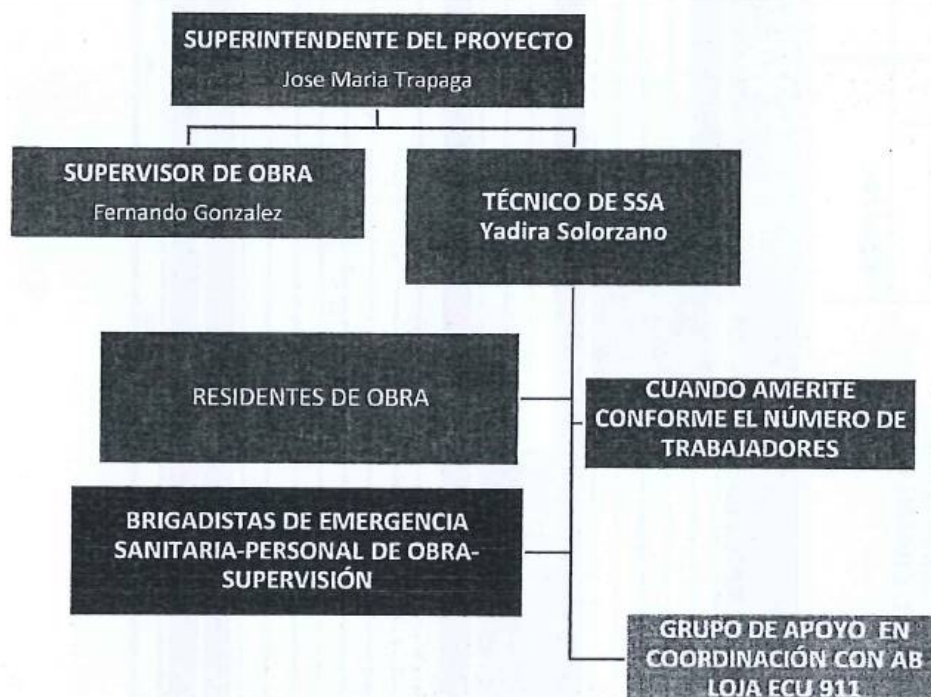 SUPERINTENDENTE DEL PROYECTO
Jose Maria Trapaga
SUPERVISOR DE OBRA
Fernando Gonzalez
TÉCNICO DE SSA
Yadira Solorzano
RESIDENTES DE OBRA
CUANDO AMERITE
CONFORME EL NÚMERO DE
TRABAJADORES
BRIGADISTAS DE EMERGENCIA
SANITARIA-PERSONAL DE OBRA-
SUPERVISIÓN
GRUPO DE APOYO EN
COORDINACIÓN CON AB
LOJA ECU 911